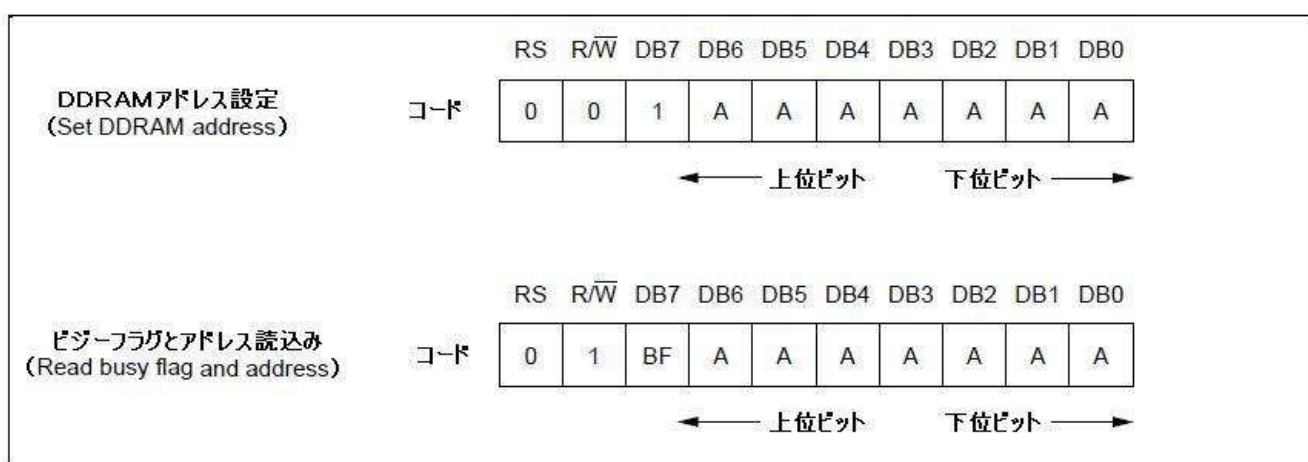 RS R/W̅ DB7 DB6 DB5 DB4 DB3 DB2 DB1 DB0
DDRAMアドレス設定
(Set DDRAM address)
コード 0 0 1 A A A A A A A
上位ビット 下位ビット
RS R/W̅ DB7 DB6 DB5 DB4 DB3 DB2 DB1 DB0
ビジーフラグとアドレス読込み
(Read busy flag and address)
コード 0 1 BF A A A A A A A
上位ビット 下位ビット